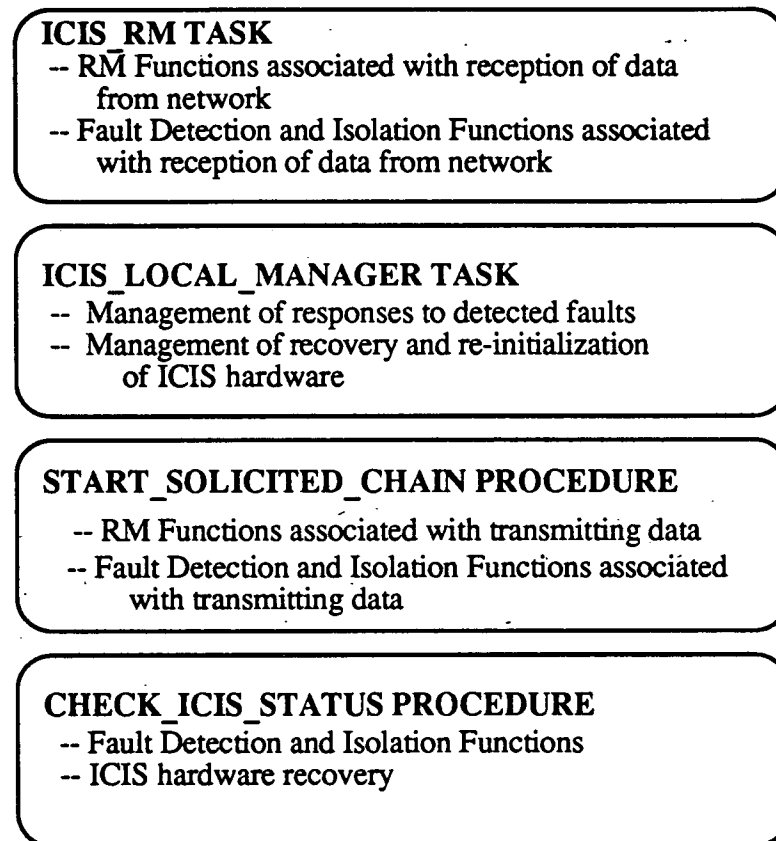 ICIS_RM TASK
-- RM Functions associated with reception of data
from network
-- Fault Detection and Isolation Functions associated
with reception of data from network
ICIS_LOCAL_MANAGER TASK
-- Management of responses to detected faults
-- Management of recovery and re-initialization
of ICIS hardware
START_SOLICITED_CHAIN PROCEDURE
-- RM Functions associated with transmitting data
-- Fault Detection and Isolation Functions associated
with transmitting data
CHECK_ICIS_STATUS PROCEDURE
-- Fault Detection and Isolation Functions
-- ICIS hardware recovery